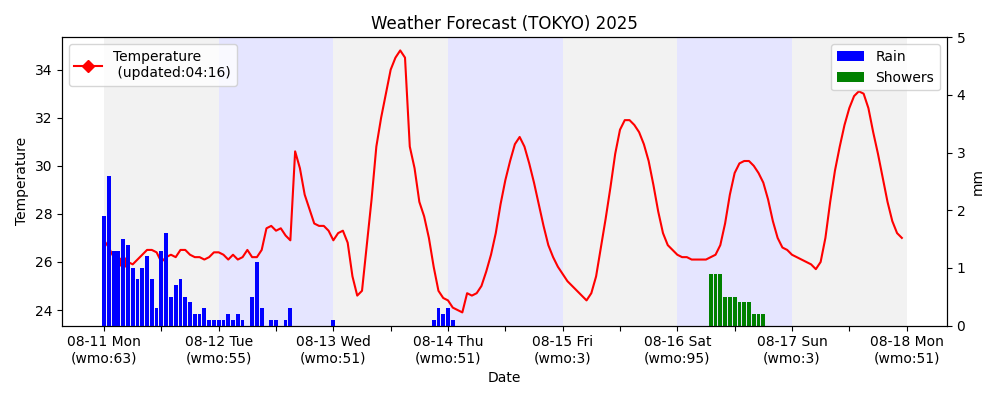 Weather Forecast (TOKYO) 2025
Temperature
(updated:04:16)
Rain
Showers
Temperature
34
32
30
28
26
24
5
4
3
2
1
0
mm
08-11 Mon
(wmo:63)
08-12 Tue
(wmo:55)
08-13 Wed
(wmo:51)
08-14 Thu
(wmo:51)
08-15 Fri
(wmo:3)
08-16 Sat
(wmo:95)
08-17 Sun
(wmo:3)
08-18 Mon
(wmo:51)
Date